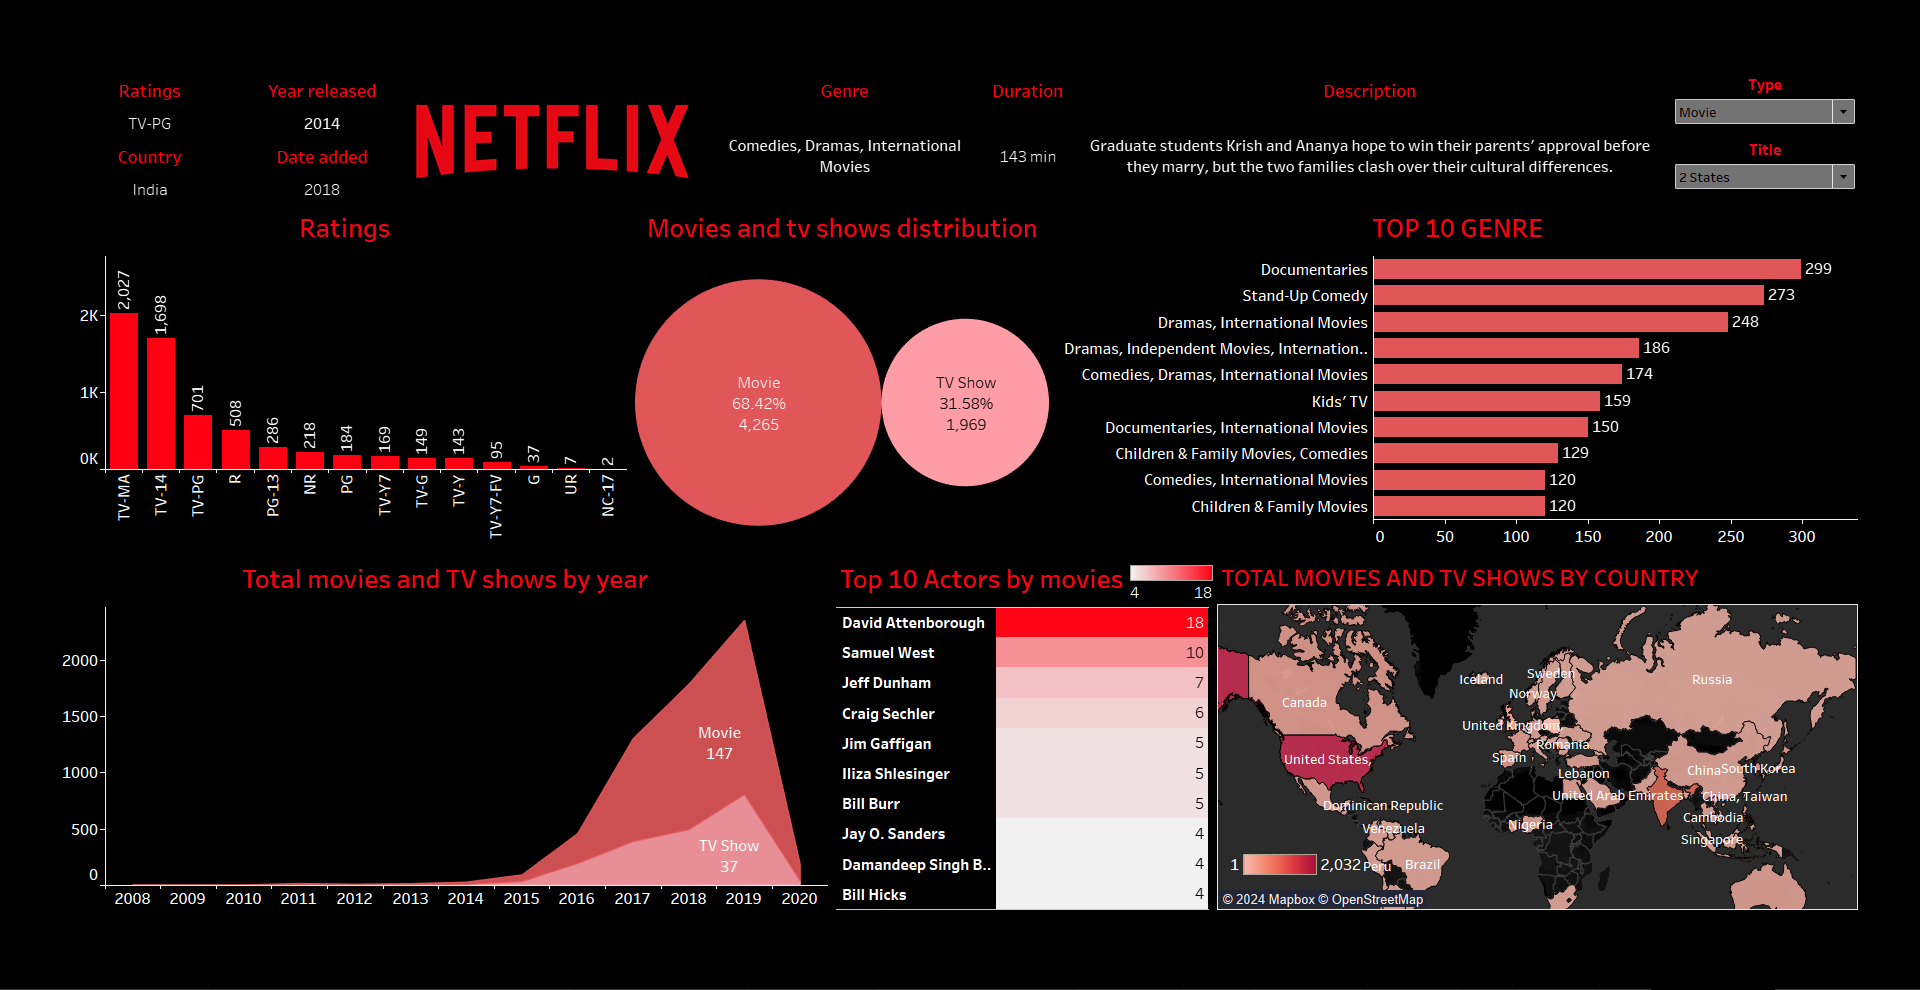 Ratings
TV-PG
Country
India
Year released
2014
Date added
2018
NETFLIX
Genre
Comedies, Dramas, International
Movies
Duration
143 min
Description
Graduate students Krish and Ananya hope to win their parents’ approval before
they marry, but the two families clash over their cultural differences.
Type
Movie
Title
2 States
Ratings
2K
1K
0K
2,027
1,698
701
508
286
218
184
169
149
143
95
37
7
2
TV-MA
TV-14
TV-PG
R
PG-13
NR
PG
TV-Y7
TV-G
TV-Y
TV-Y7-FV
G
UR
NC-17
Movies and tv shows distribution
Movie
68.42%
4,265
TV Show
31.58%
1,969
TOP 10 GENRE
Documentaries 299
Stand-Up Comedy 273
Dramas, International Movies 248
Dramas, Independent Movies, Internation.. 186
Comedies, Dramas, International Movies 174
Kids’ TV 159
Documentaries, International Movies 150
Children & Family Movies, Comedies 129
Comedies, International Movies 120
Children & Family Movies 120
0 50 100 150 200 250 300
Total movies and TV shows by year
2000
1500
1000
500
0
Movie
147
TV Show
37
2008 2009 2010 2011 2012 2013 2014 2015 2016 2017 2018 2019 2020
Top 10 Actors by movies
4 18
David Attenborough 18
Samuel West 10
Jeff Dunham 7
Craig Sechler 6
Jim Gaffigan 5
Iliza Shlesinger 5
Bill Burr 5
Jay O. Sanders 4
Damandeep Singh B.. 4
Bill Hicks 4
TOTAL MOVIES AND TV SHOWS BY COUNTRY
Iceland
Sweden
Russia
Norway
Canada
United Kingdom,
Romania
Spain
United States,
China
South Korea
Lebanon
United Arab Emirates
China, Taiwan
Dominican Republic
Cambodia
Nigeria
Venezuela
Singapore
1 2,032
Peru
Brazil
© 2024 Mapbox © OpenStreetMap